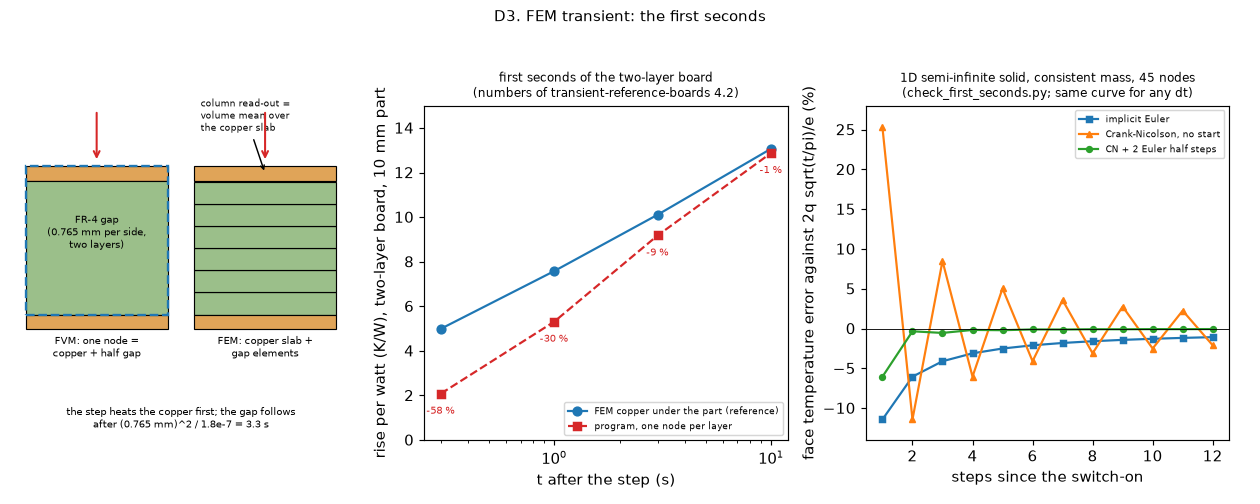 D3. FEM transient: the first seconds
column read-out =
volume mean over
the copper slab
FR-4 gap
(0.765 mm per side,
two layers)
FVM: one node =
copper + half gap
FEM: copper slab +
gap elements
the step heats the copper first; the gap follows
after (0.765 mm)^2 / 1.8e-7 = 3.3 s
first seconds of the two-layer board
(numbers of transient-reference-boards 4.2)
rise per watt (K/W), two-layer board, 10 mm part
14
12
10
8
6
4
2
0
-58 %
-30 %
-9 %
-1 %
FEM copper under the part (reference)
program, one node per layer
10⁰
10¹
t after the step (s)
1D semi-infinite solid, consistent mass, 45 nodes
(check_first_seconds.py; same curve for any dt)
face temperature error against 2q sqrt(t/pi)/e (%)
25
20
15
10
5
0
−5
−10
implicit Euler
Crank-Nicolson, no start
CN + 2 Euler half steps
2
4
6
8
10
12
steps since the switch-on